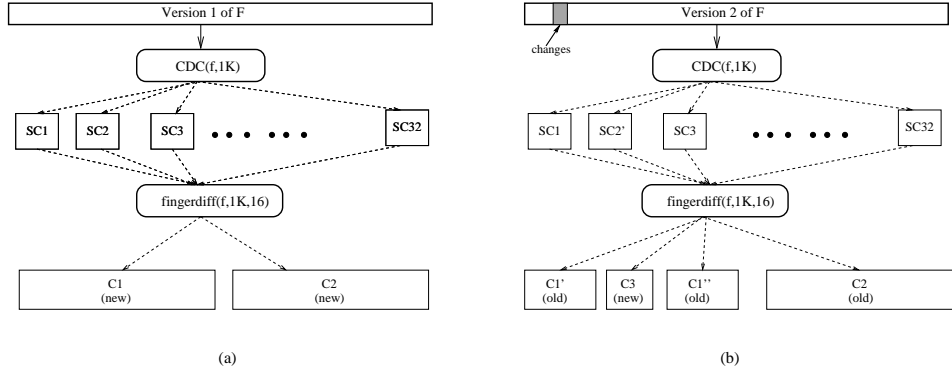 Version 1 of F
CDC(f,1K)
SC1 SC2 SC3 SC32
fingerdiff(f,1K,16)
C1
(new)
C2
(new)
(a)
Version 2 of F
changes
CDC(f,1K)
SC1 SC2' SC3 SC32
fingerdiff(f,1K,16)
C1'
(old)
C3
(new)
C1''
(old)
C2
(old)
(b)